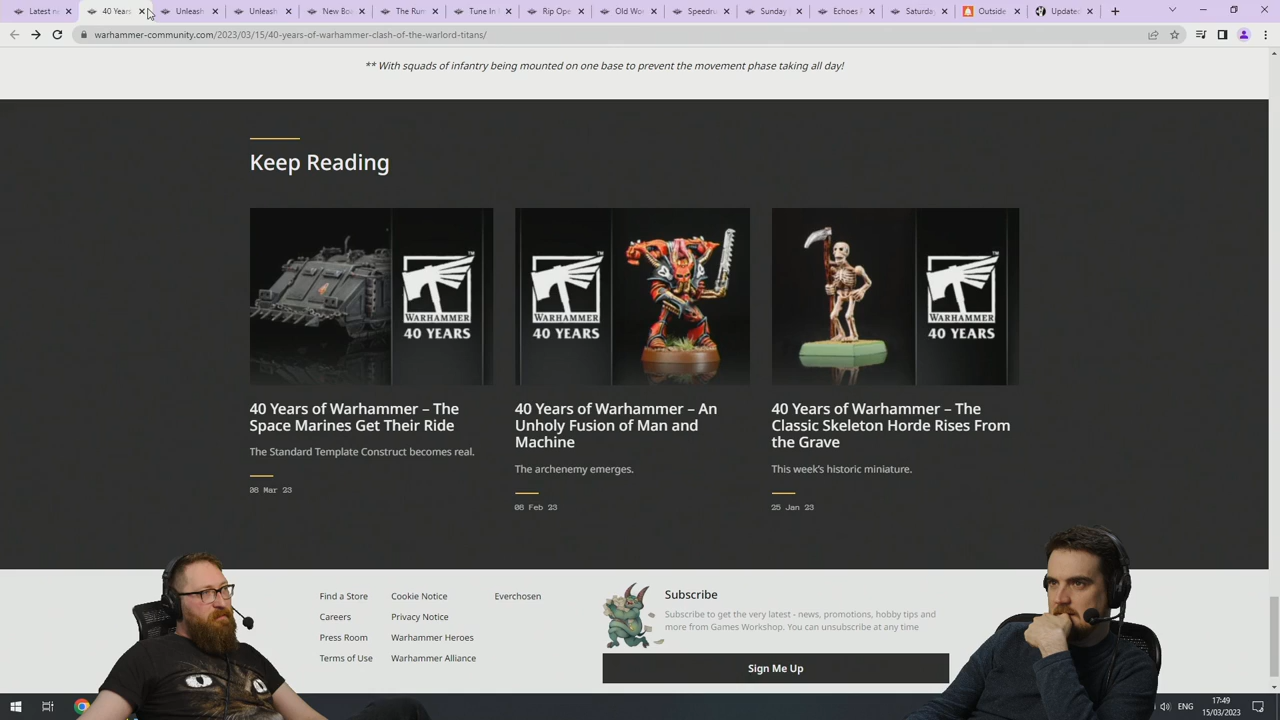 Latest n
40 Years
Unleash
Unleas
New Bo
The Rum
Tune In
40 Op
Old Wo
Speedru
Sunday
Echoes F
Saturda
Outside
Update
warhammer-community.com/2023/03/15/40-years-of-warhammer-clash-of-the-warlord-titans/
** With squads of infantry being mounted on one base to prevent the movement phase taking all day!
Keep Reading
WARHAMMER™
40 YEARS
WARHAMMER™
40 YEARS
WARHAMMER™
40 YEARS
40 Years of Warhammer – The
Space Marines Get Their Ride
The Standard Template Construct becomes real.
08 Mar 23
40 Years of Warhammer – An
Unholy Fusion of Man and
Machine
The archenemy emerges.
08 Feb 23
40 Years of Warhammer – The
Classic Skeleton Horde Rises From
the Grave
This week's historic miniature.
25 Jan 23
Find a Store
Careers
Press Room
Terms of Use
Cookie Notice
Privacy Notice
Warhammer Heroes
Warhammer Alliance
Everchosen
Subscribe
Subscribe to get the very latest - news, promotions, hobby tips and
more from Games Workshop. You can unsubscribe at any time
Sign Me Up
ENG
17:49
15/03/2023